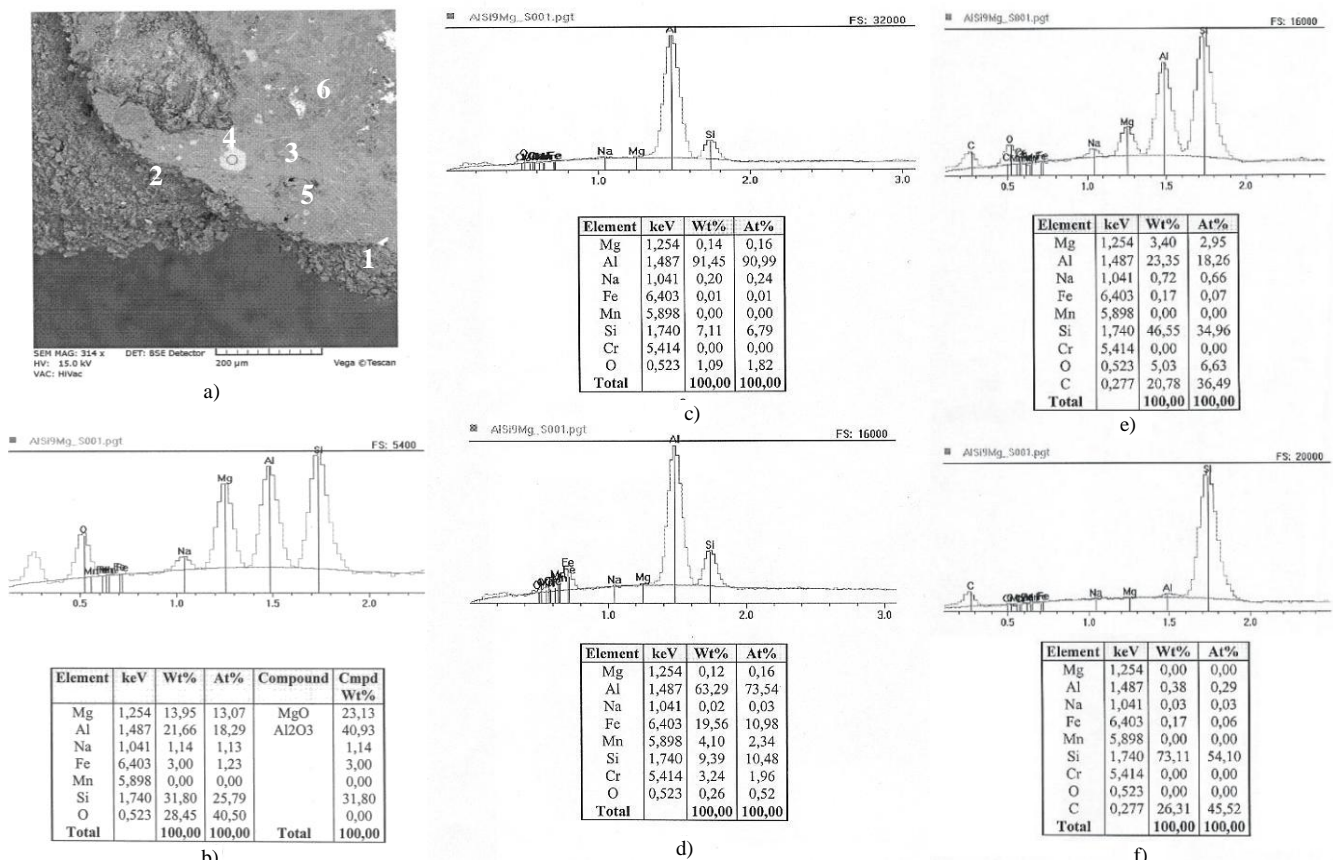 6
4
3
2
5
1
SEM MAG: 314 x DET: BSE Detector
HV: 15.0 kV 200 µm Vega ©Tescan
VAC: HiVac
a)
AlSi9Mg_S001.pgt FS: 5400
O Na Mg Al Si
0.5 1.0 1.5 2.0
Element keV Wt% At% Compound Cmpd Wt%
Mg 1,254 13,95 13,07 MgO 23,13
Al 1,487 21,66 18,29 Al2O3 40,93
Na 1,041 1,14 1,13 1,14
Fe 6,403 3,00 1,23 3,00
Mn 5,898 0,00 0,00 0,00
Si 1,740 31,80 25,79 31,80
O 0,523 28,45 40,50 0,00
Total 100,00 100,00 Total 100,00
b)
AlSi9Mg_S001.pgt FS: 32000
O Fe Na Mg Al Si
1.0 2.0 3.0
Element keV Wt% At%
Mg 1,254 0,14 0,16
Al 1,487 91,45 90,99
Na 1,041 0,20 0,24
Fe 6,403 0,01 0,01
Mn 5,898 0,00 0,00
Si 1,740 7,11 6,79
Cr 5,414 0,00 0,00
O 0,523 1,09 1,82
Total 100,00 100,00
c)
AlSi9Mg_S001.pgt FS: 16000
Fe Na Mg Al Si
1.0 2.0 3.0
Element keV Wt% At%
Mg 1,254 0,12 0,16
Al 1,487 63,29 73,54
Na 1,041 0,02 0,03
Fe 6,403 19,56 10,98
Mn 5,898 4,10 2,34
Si 1,740 9,39 10,48
Cr 5,414 3,24 1,96
O 0,523 0,26 0,52
Total 100,00 100,00
d)
AlSi9Mg_S001.pgt FS: 16000
C O Fe Na Mg Al Si
0.5 1.0 1.5 2.0
Element keV Wt% At%
Mg 1,254 3,40 2,95
Al 1,487 23,35 18,26
Na 1,041 0,72 0,66
Fe 6,403 0,17 0,07
Mn 5,898 0,00 0,00
Si 1,740 46,55 34,96
Cr 5,414 0,00 0,00
O 0,523 5,03 6,63
C 0,277 20,78 36,49
Total 100,00 100,00
e)
AlSi9Mg_S001.pgt FS: 20000
C Fe Na Mg Al Si
0.5 1.0 1.5 2.0
Element keV Wt% At%
Mg 1,254 0,00 0,00
Al 1,487 0,38 0,29
Na 1,041 0,03 0,03
Fe 6,403 0,17 0,06
Mn 5,898 0,00 0,00
Si 1,740 73,11 54,10
Cr 5,414 0,00 0,00
O 0,523 0,00 0,00
C 0,277 26,31 45,52
Total 100,00 100,00
f)